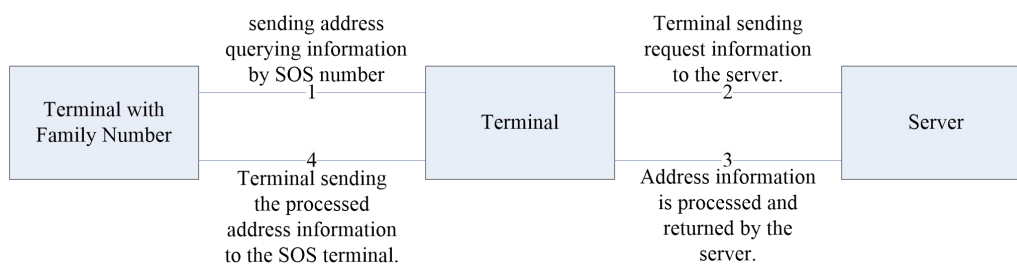 sending address
querying information
by SOS number
1
Terminal sending
request information
to the server.
2
Terminal with
Family Number
Terminal
Server
4
Terminal sending
the processed
address information
to the SOS terminal.
3
Address information
is processed and
returned by the
server.